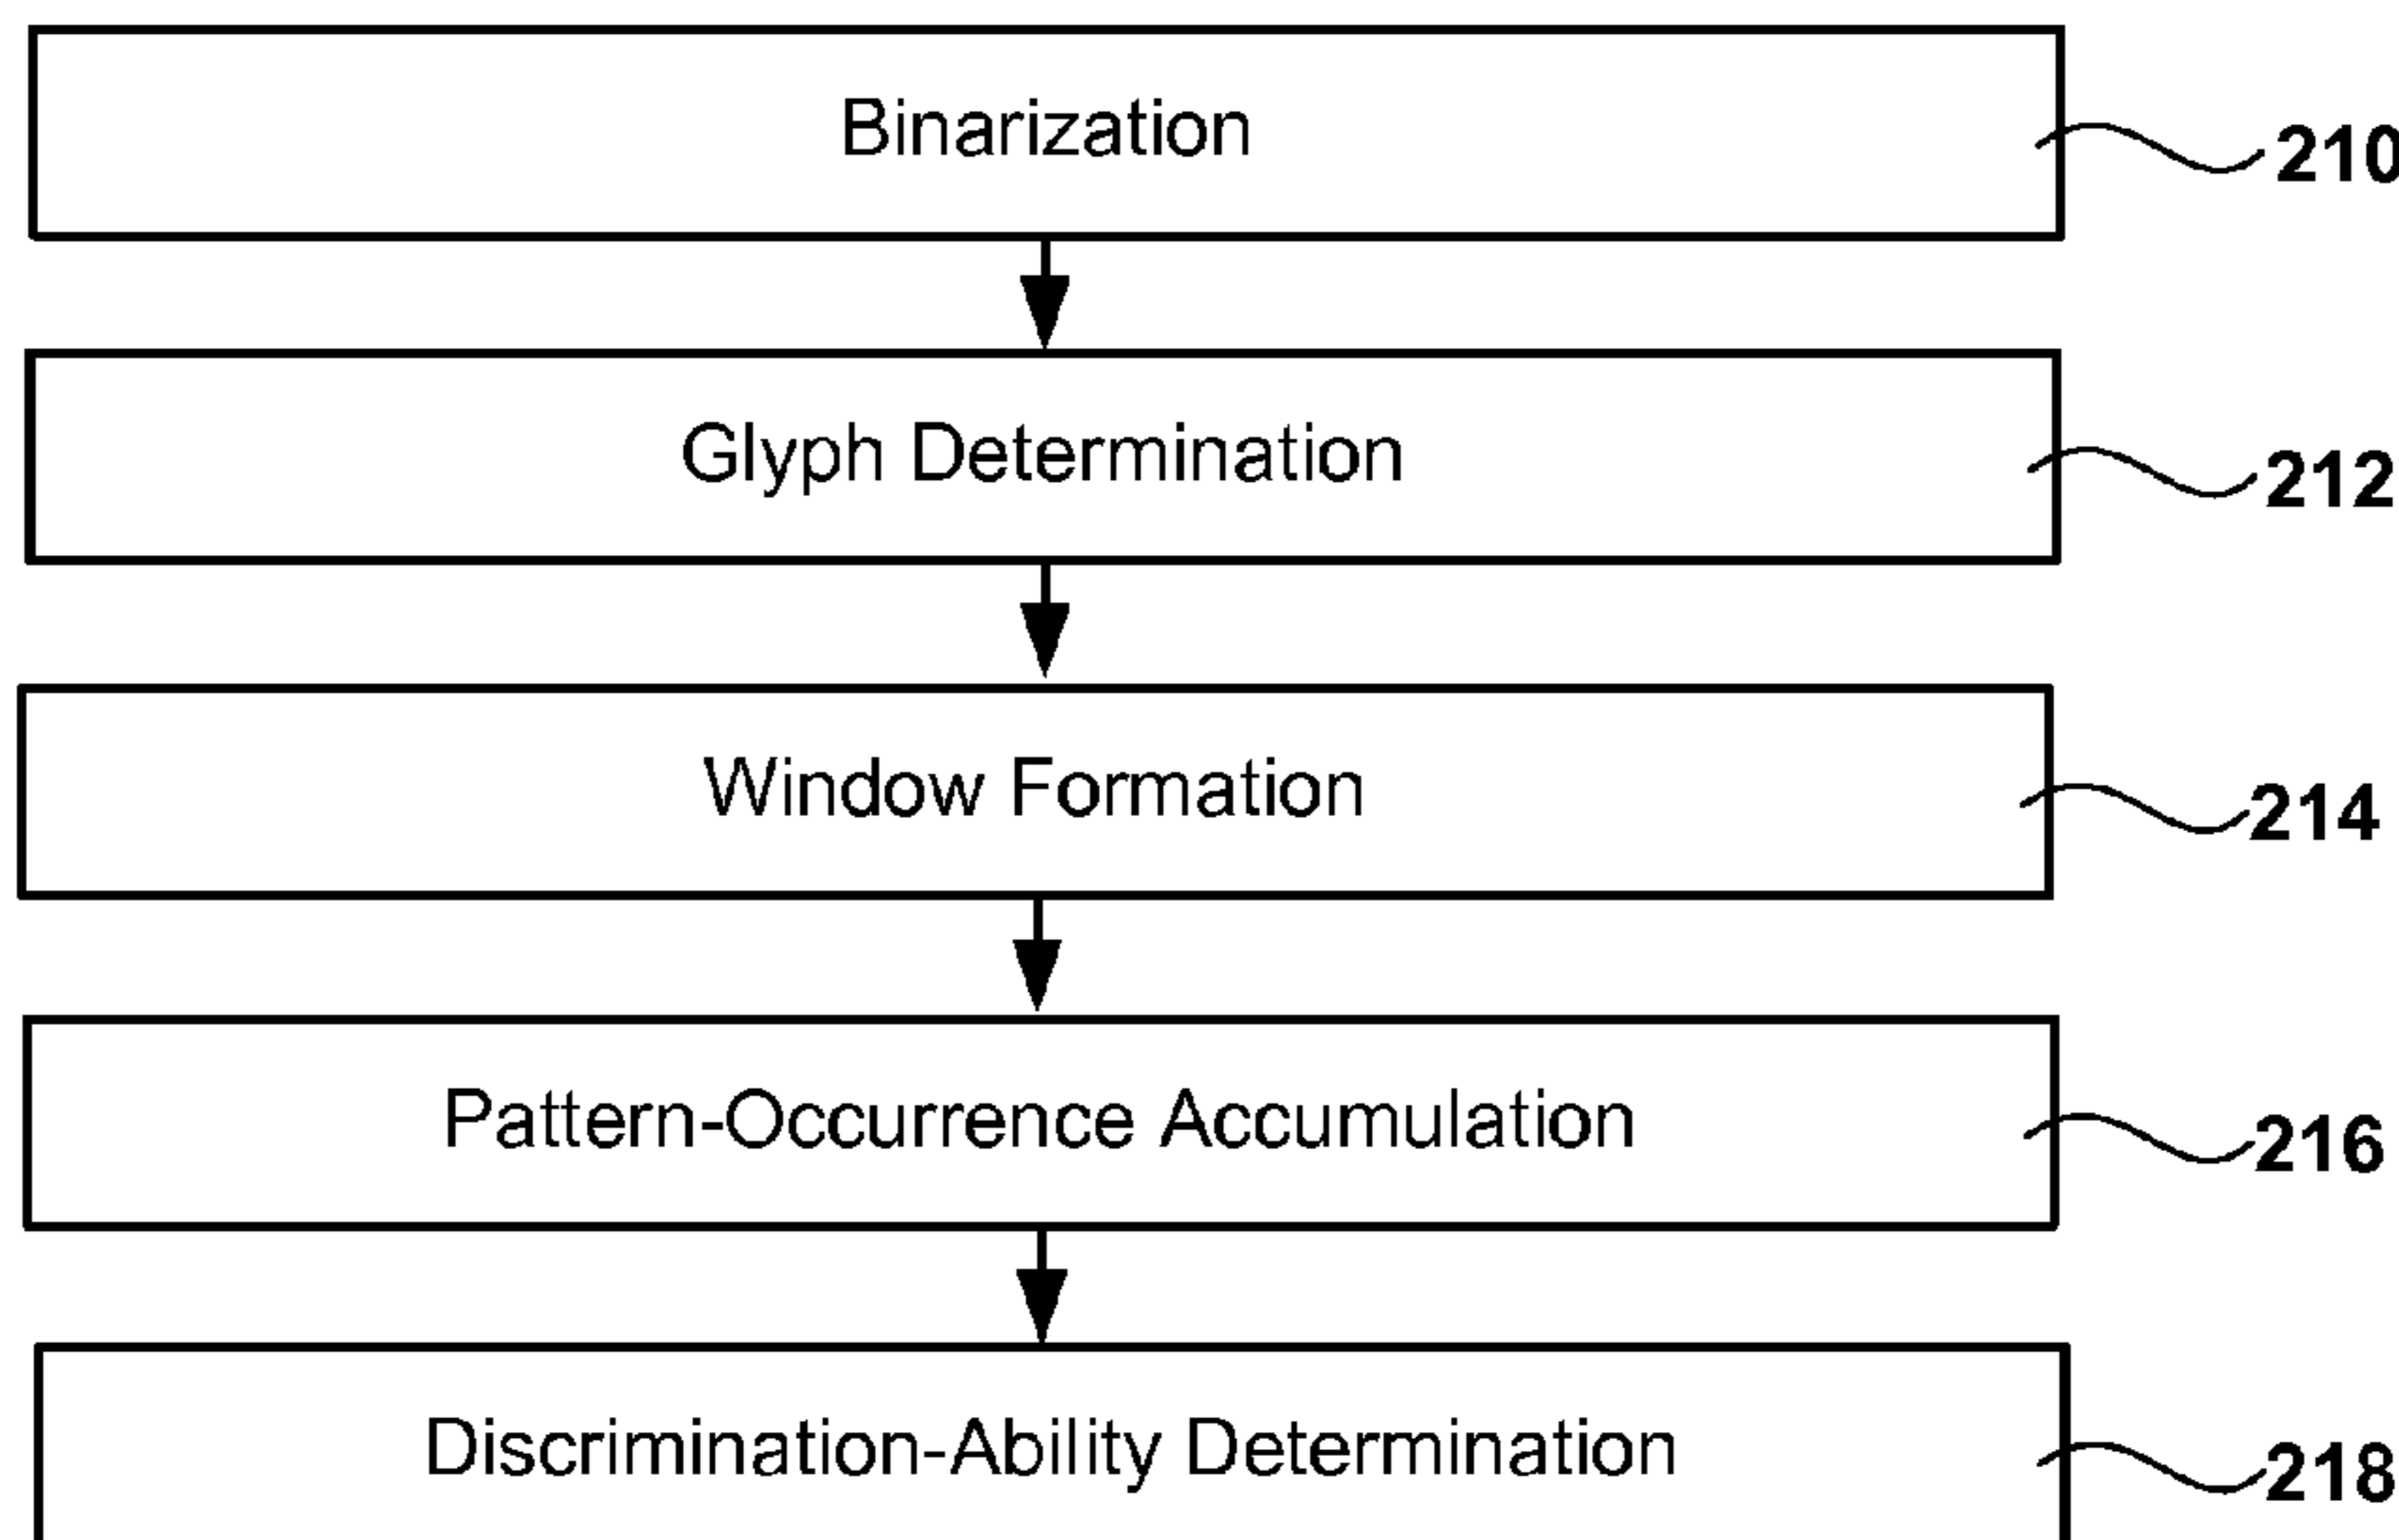 Binarization
210
Glyph Determination
212
Window Formation
214
Pattern-Occurrence Accumulation
216
Discrimination-Ability Determination
218